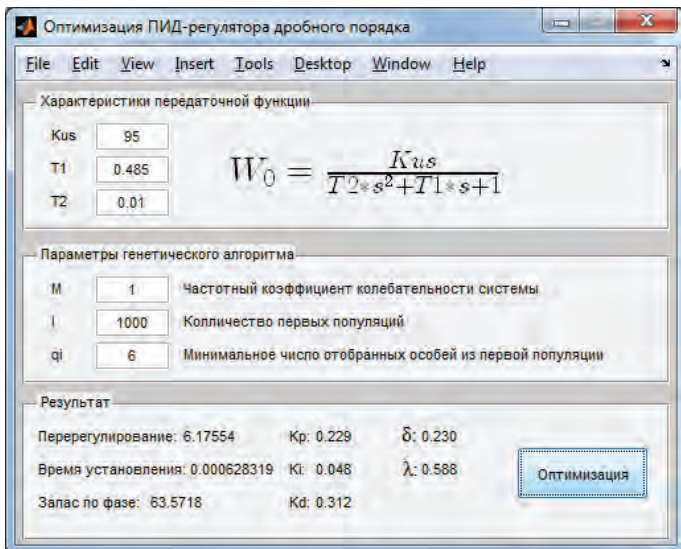 Оптимизация ПИД-регулятора дробного порядка
File Edit View Insert Tools Desktop Window Help
Характеристики передаточной функции
Kus 95
T1 0.485
T2 0.01
W₀ = Kus / (T2*s²+T1*s+1)
Параметры генетического алгоритма
M 1 Частотный коэффициент колебательности системы
I 1000 Колличество первых популяций
qi 6 Минимальное число отобранных особей из первой популяции
Результат
Перерегулирование: 6.17554 Kp: 0.229 δ: 0.230
Время установления: 0.000628319 Ki: 0.048 λ: 0.588
Запас по фазе: 63.5718 Kd: 0.312
Оптимизация